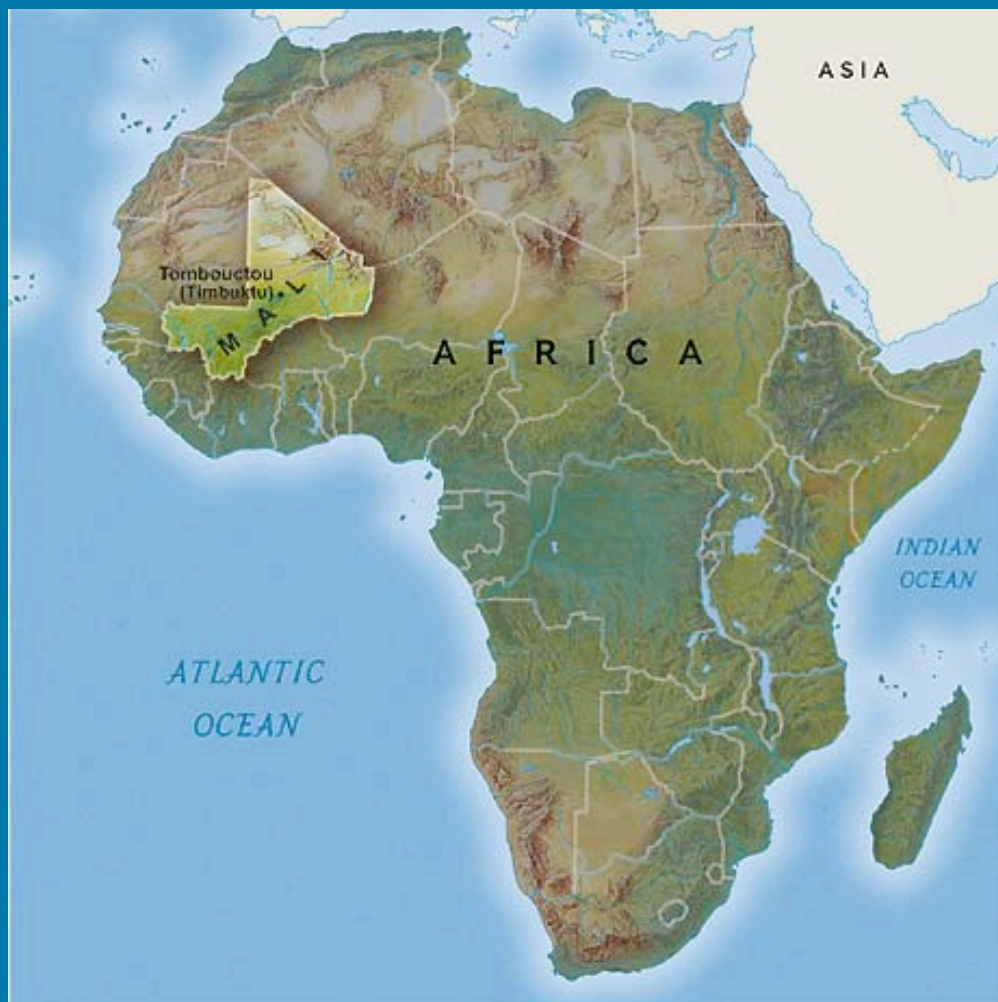 ASIA
Tombouctou
(Timbuktu)
MALI
AFRICA
INDIAN
OCEAN
ATLANTIC
OCEAN